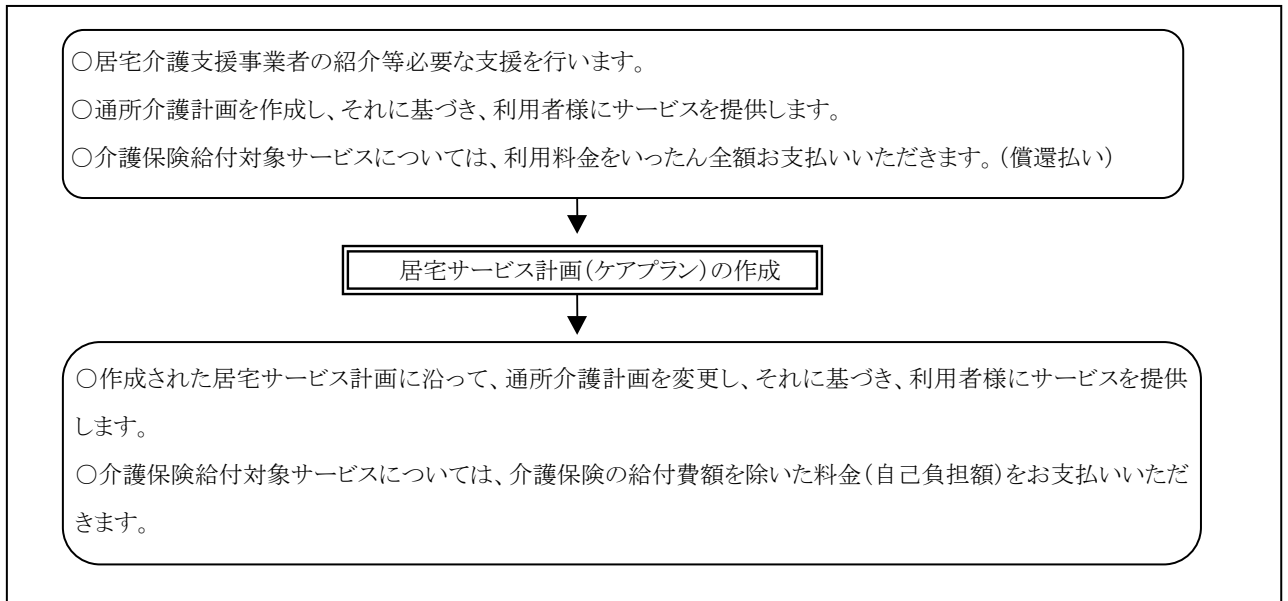 ○居宅介護支援事業者の紹介等必要な支援を行います。
○通所介護計画を作成し、それに基づき、利用者様にサービスを提供します。
○介護保険給付対象サービスについては、利用料金をいったん全額お支払いいただきます。（償還払い）
居宅サービス計画（ケアプラン）の作成
○作成された居宅サービス計画に沿って、通所介護計画を変更し、それに基づき、利用者様にサービスを提供
します。
○介護保険給付対象サービスについては、介護保険の給付費額を除いた料金（自己負担額）をお支払いいただ
きます。